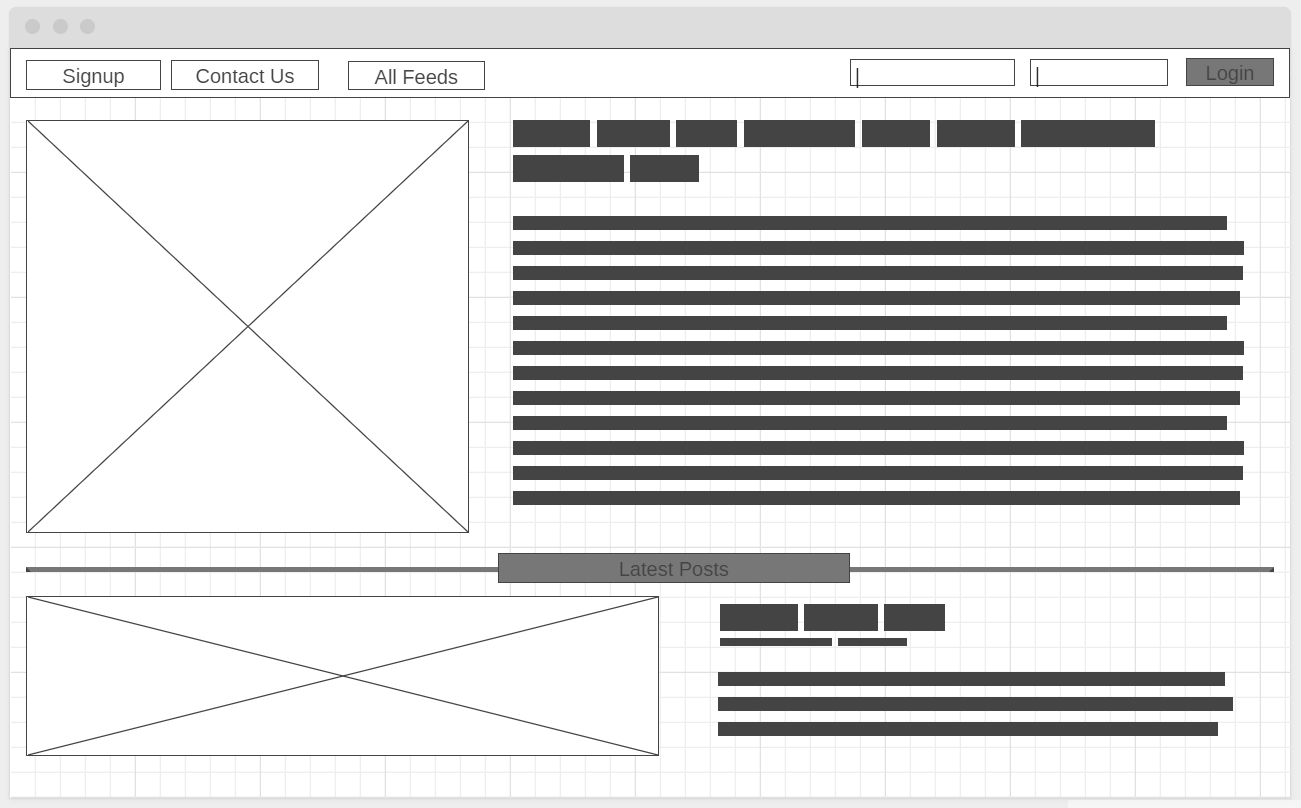 Signup
Contact Us
All Feeds
Login
Latest Posts